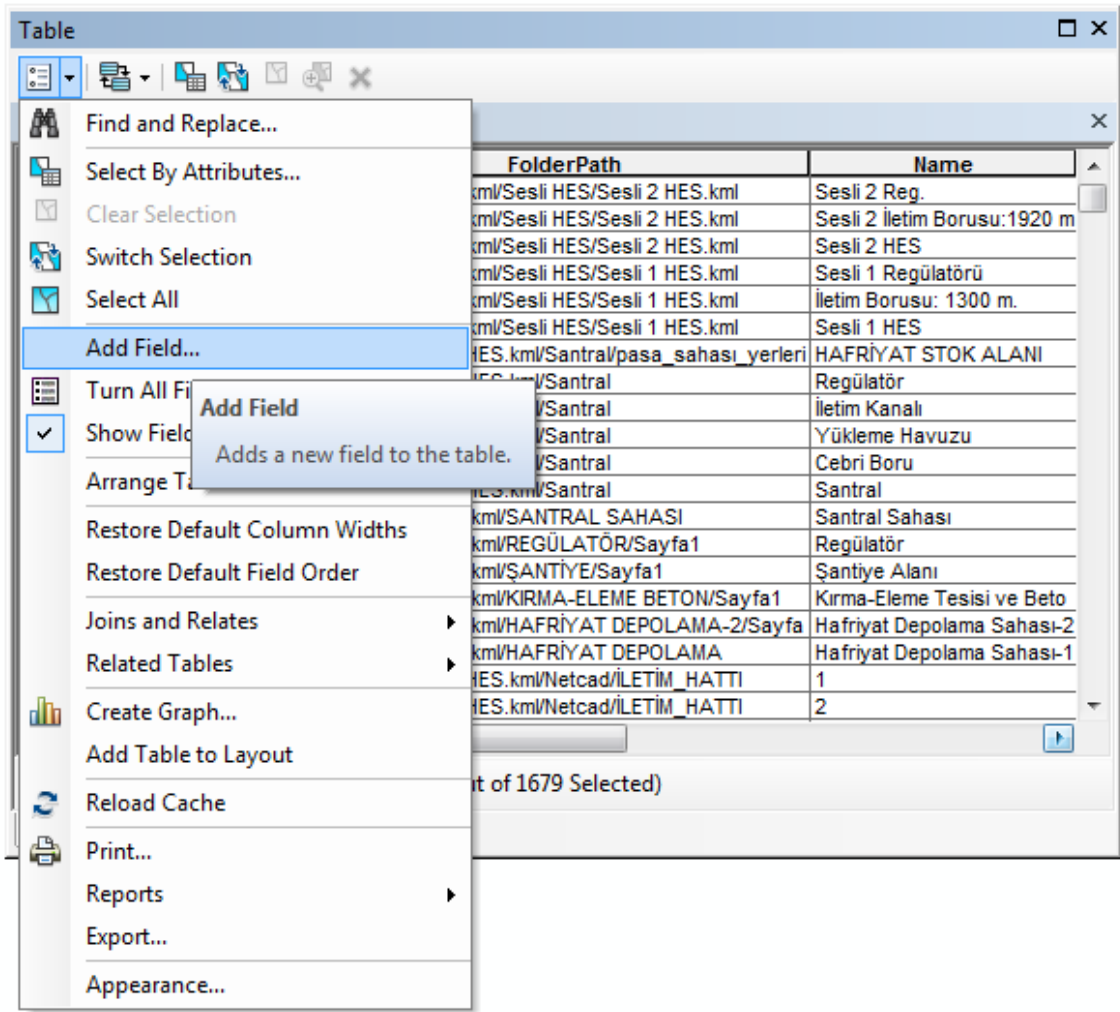 Table
Find and Replace...
Select By Attributes...
Clear Selection
Switch Selection
Select All
Add Field...
Turn All Fi
Show Field
Arrange Ta
Restore Default Column Widths
Restore Default Field Order
Joins and Relates
Related Tables
Create Graph...
Add Table to Layout
Reload Cache
Print...
Reports
Export...
Appearance...
Add Field
Adds a new field to the table.
FolderPath Name
kml/Sesli HES/Sesli 2 HES.kml Sesli 2 Reg.
kml/Sesli HES/Sesli 2 HES.kml Sesli 2 İletim Borusu:1920 m
kml/Sesli HES/Sesli 2 HES.kml Sesli 2 HES
kml/Sesli HES/Sesli 1 HES.kml Sesli 1 Regülatörü
kml/Sesli HES/Sesli 1 HES.kml İletim Borusu: 1300 m.
kml/Sesli HES/Sesli 1 HES.kml Sesli 1 HES
HES.kml/Santral/pasa_sahası_yerleri HAFRİYAT STOK ALANI
/Santral Regülatör
/Santral İletim Kanalı
/Santral Yükleme Havuzu
/Santral Cebri Boru
/Santral Santral
kml/SANTRAL SAHASI Santral Sahası
kml/REGÜLATÖR/Sayfa1 Regülatör
kml/ŞANTİYE/Sayfa1 Şantiye Alanı
kml/KIRMA-ELEME BETON/Sayfa1 Kırma-Eleme Tesisi ve Beto
kml/HAFRİYAT DEPOLAMA-2/Sayfa Hafriyat Depolama Sahası-2
kml/HAFRİYAT DEPOLAMA Hafriyat Depolama Sahası-1
HES.kml/Netcad/İLETİM_HATTI 1
HES.kml/Netcad/İLETİM_HATTI 2
t of 1679 Selected)